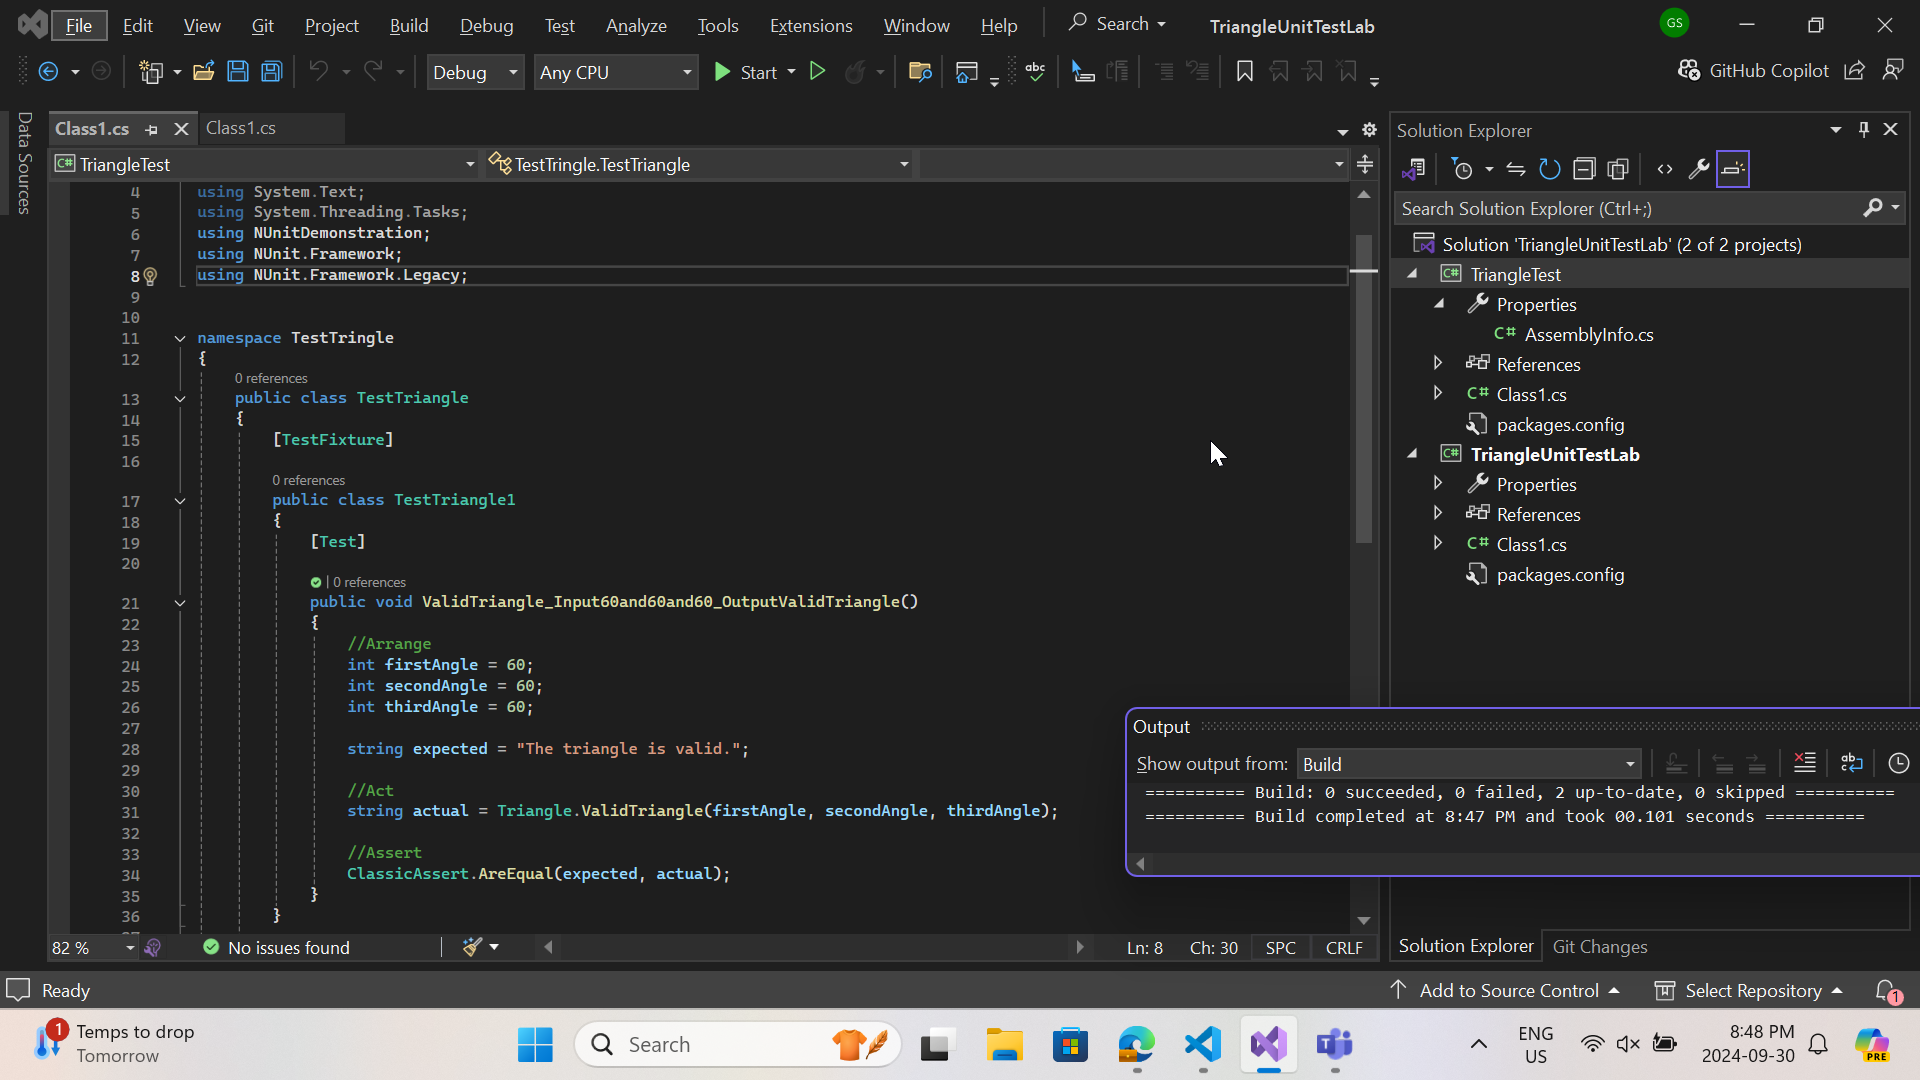 File Edit View Git Project Build Debug Test Analyze Tools Extensions Window Help Search TriangleUnitTestLab GS
Debug Any CPU Start abc GitHub Copilot
Data Sources
Class1.cs Class1.cs
C# TriangleTest TestTringle.TestTriangle
4 using System.Text;
5 using System.Threading.Tasks;
6 using NUnitDemonstration;
7 using NUnit.Framework;
8 using NUnit.Framework.Legacy;
9
10
11 namespace TestTringle
12 {
0 references
13 public class TestTriangle
14 {
15 [TestFixture]
16
0 references
17 public class TestTriangle1
18 {
19 [Test]
20
| 0 references
21 public void ValidTriangle_Input60and60and60_OutputValidTriangle()
22 {
23 //Arrange
24 int firstAngle = 60;
25 int secondAngle = 60;
26 int thirdAngle = 60;
27
28 string expected = "The triangle is valid.";
29
30 //Act
31 string actual = Triangle.ValidTriangle(firstAngle, secondAngle, thirdAngle);
32
33 //Assert
34 ClassicAssert.AreEqual(expected, actual);
35 }
36 }
82 % No issues found Ln: 8 Ch: 30 SPC CRLF
Solution Explorer
Search Solution Explorer (Ctrl+;)
Solution 'TriangleUnitTestLab' (2 of 2 projects)
C# TriangleTest
Properties
C# AssemblyInfo.cs
References
C# Class1.cs
packages.config
C# TriangleUnitTestLab
Properties
References
C# Class1.cs
packages.config
Output
Show output from: Build ab
========== Build: 0 succeeded, 0 failed, 2 up-to-date, 0 skipped ==========
========== Build completed at 8:47 PM and took 00.101 seconds ==========
Solution Explorer Git Changes
Ready Add to Source Control Select Repository 1
1 Temps to drop
Tomorrow
Search
ENG
US
8:48 PM
2024-09-30
PRE